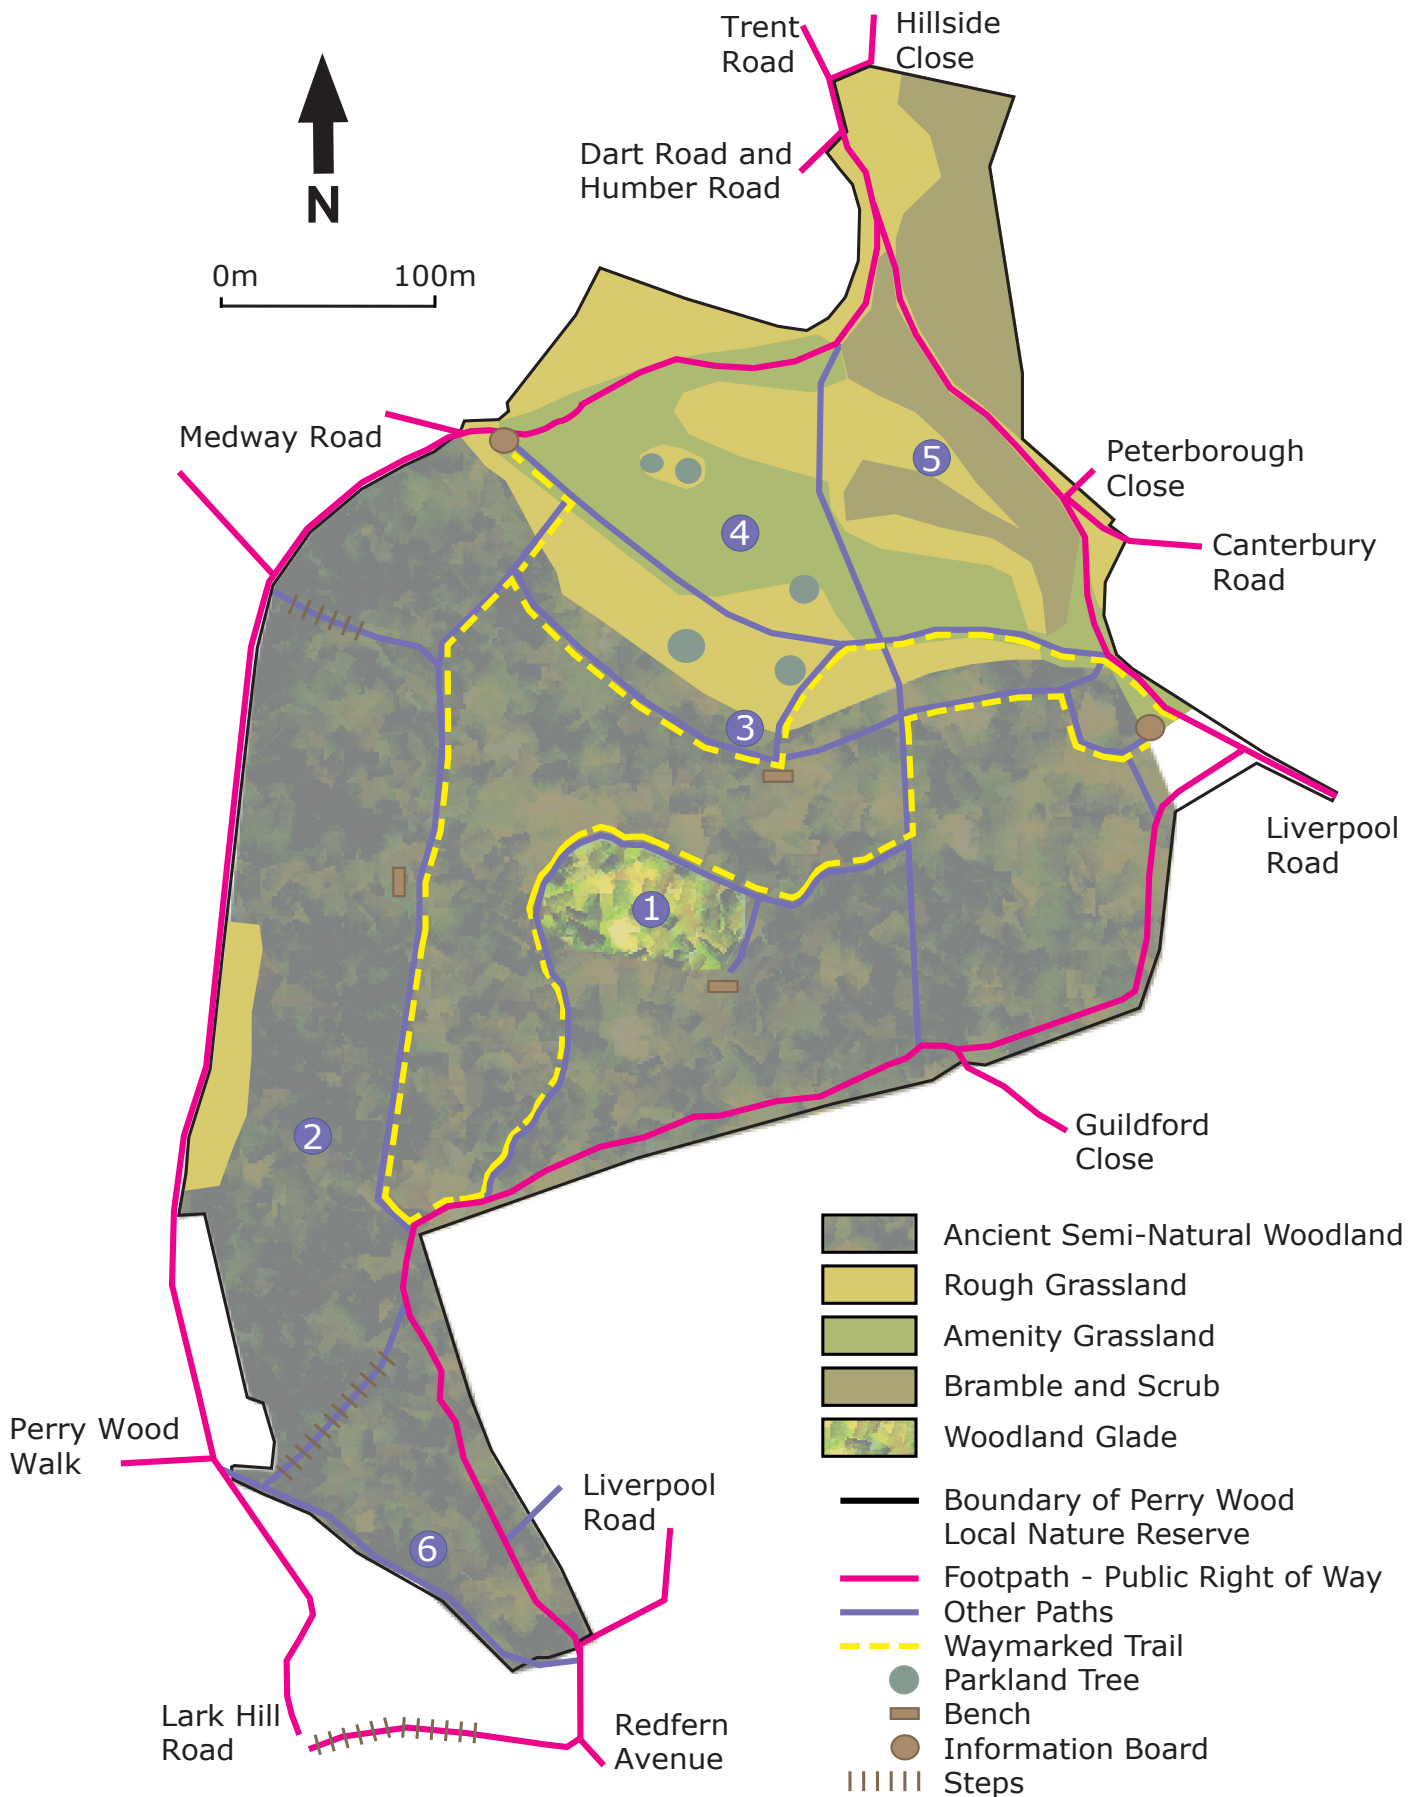 Trent
Road
Hillside
Close
Dart Road and
Humber Road
N
0m
100m
Medway Road
Peterborough
Close
5
4
Canterbury
Road
3
Liverpool
Road
1
2
Guildford
Close
Perry Wood
Walk
Liverpool
Road
6
Lark Hill
Road
Redfern
Avenue
Ancient Semi-Natural Woodland
Rough Grassland
Amenity Grassland
Bramble and Scrub
Woodland Glade
Boundary of Perry Wood
Local Nature Reserve
Footpath - Public Right of Way
Other Paths
Waymarked Trail
Parkland Tree
Bench
Information Board
Steps